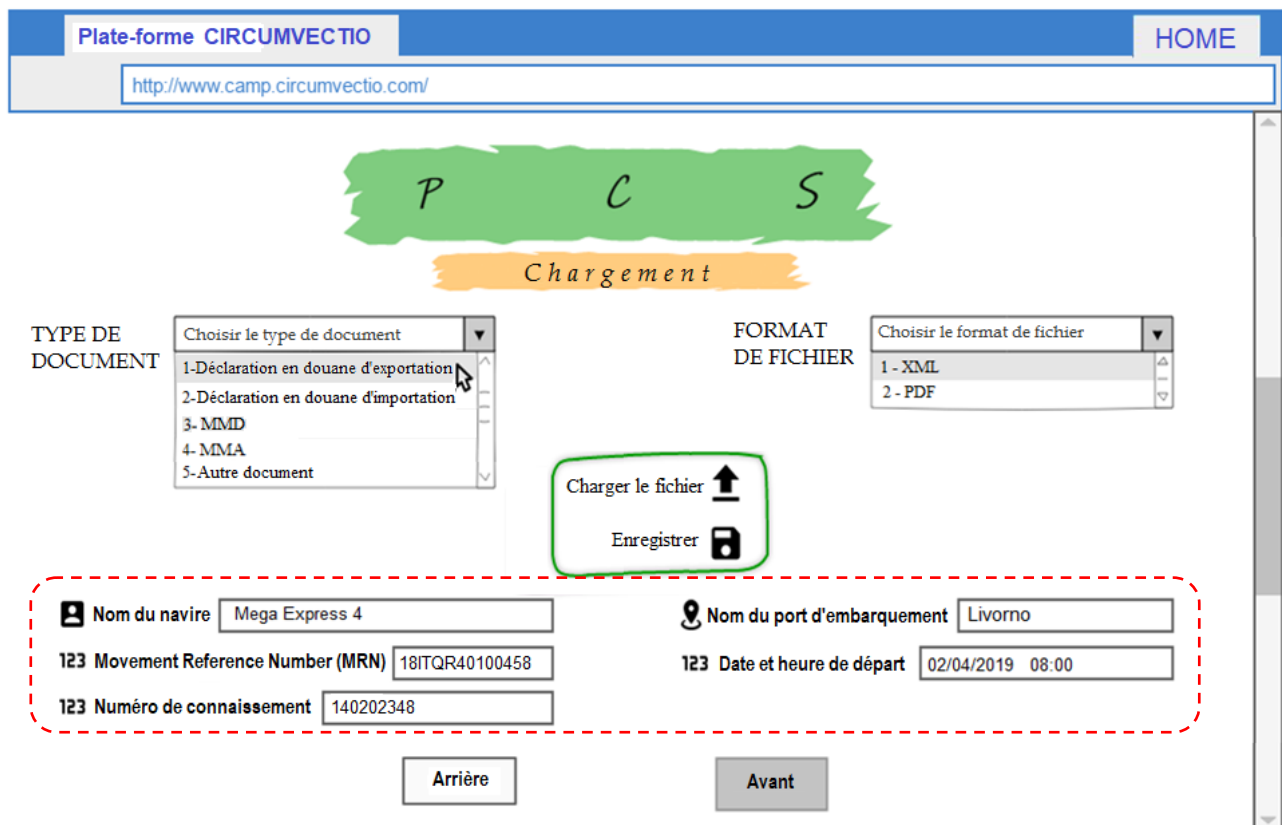 Plate-forme CIRCUMVECTIO
HOME
http://www.camp.circumvectio.com/
P C S
Chargement
TYPE DE
DOCUMENT
Choisir le type de document
1-Déclaration en douane d'exportation
2-Déclaration en douane d'importation
3- MMD
4- MMA
5-Autre document
FORMAT
DE FICHIER
Choisir le format de fichier
1 - XML
2 - PDF
Charger le fichier
Enregistrer
Nom du navire Mega Express 4
Nom du port d'embarquement Livorno
123 Movement Reference Number (MRN) 18ITQR40100458
123 Date et heure de départ 02/04/2019 08:00
123 Numéro de connaissement 140202348
Arrière
Avant